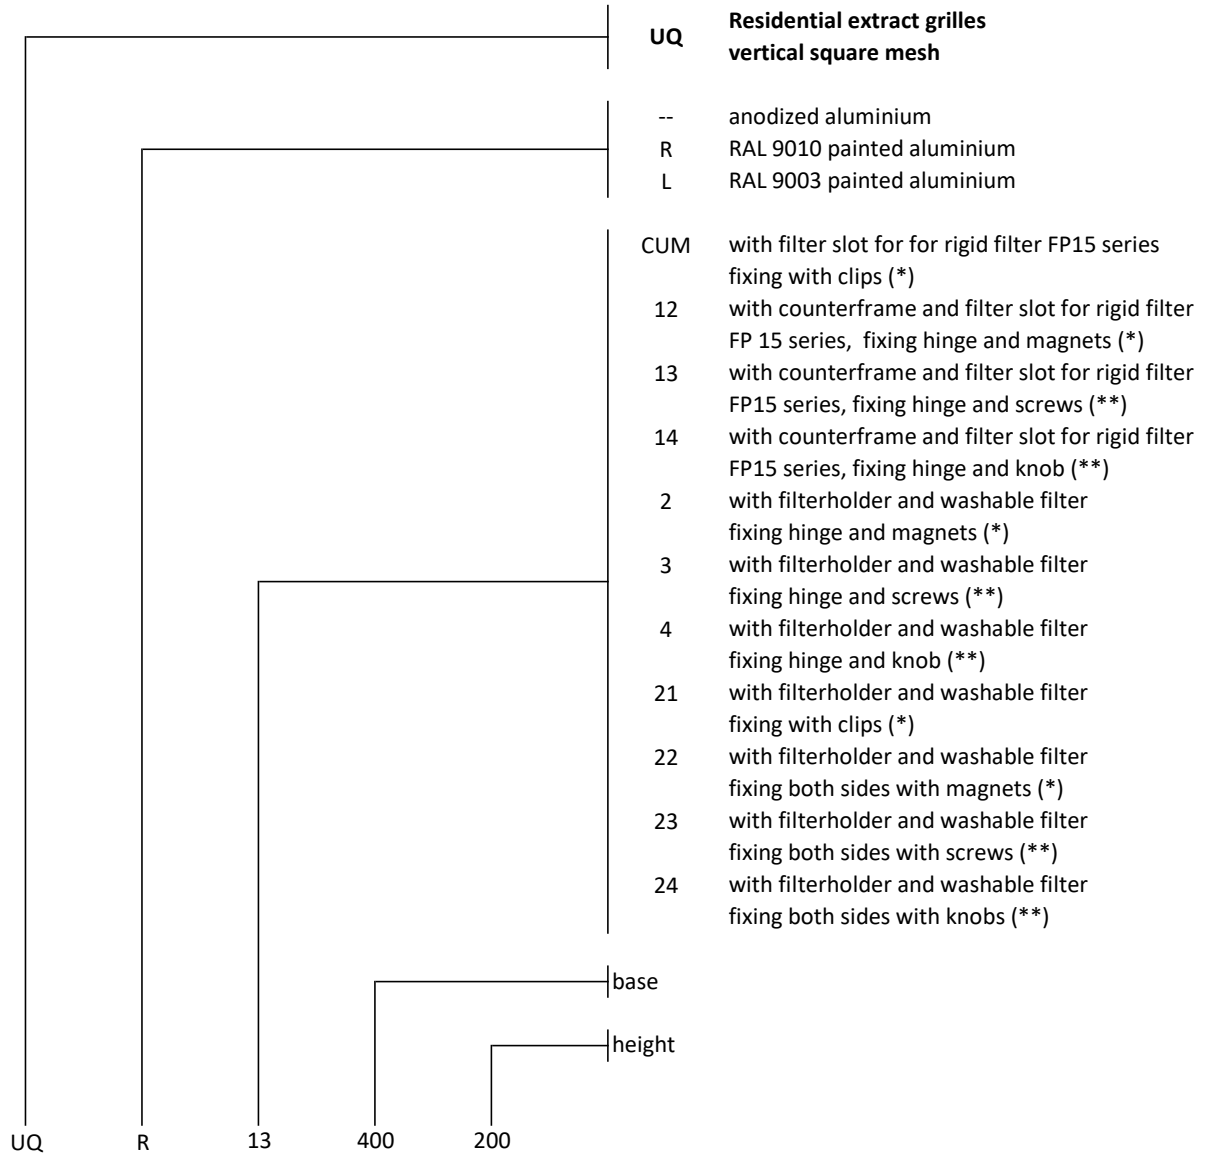 UQ Residential extract grilles
vertical square mesh
-- anodized aluminium
R RAL 9010 painted aluminium
L RAL 9003 painted aluminium
CUM with filter slot for for rigid filter FP15 series
fixing with clips (*)
12 with counterframe and filter slot for rigid filter
FP 15 series, fixing hinge and magnets (*)
13 with counterframe and filter slot for rigid filter
FP15 series, fixing hinge and screws (**)
14 with counterframe and filter slot for rigid filter
FP15 series, fixing hinge and knob (**)
2 with filterholder and washable filter
fixing hinge and magnets (*)
3 with filterholder and washable filter
fixing hinge and screws (**)
4 with filterholder and washable filter
fixing hinge and knob (**)
21 with filterholder and washable filter
fixing with clips (*)
22 with filterholder and washable filter
fixing both sides with magnets (*)
23 with filterholder and washable filter
fixing both sides with screws (**)
24 with filterholder and washable filter
fixing both sides with knobs (**)
base
height
UQ R 13 400 200